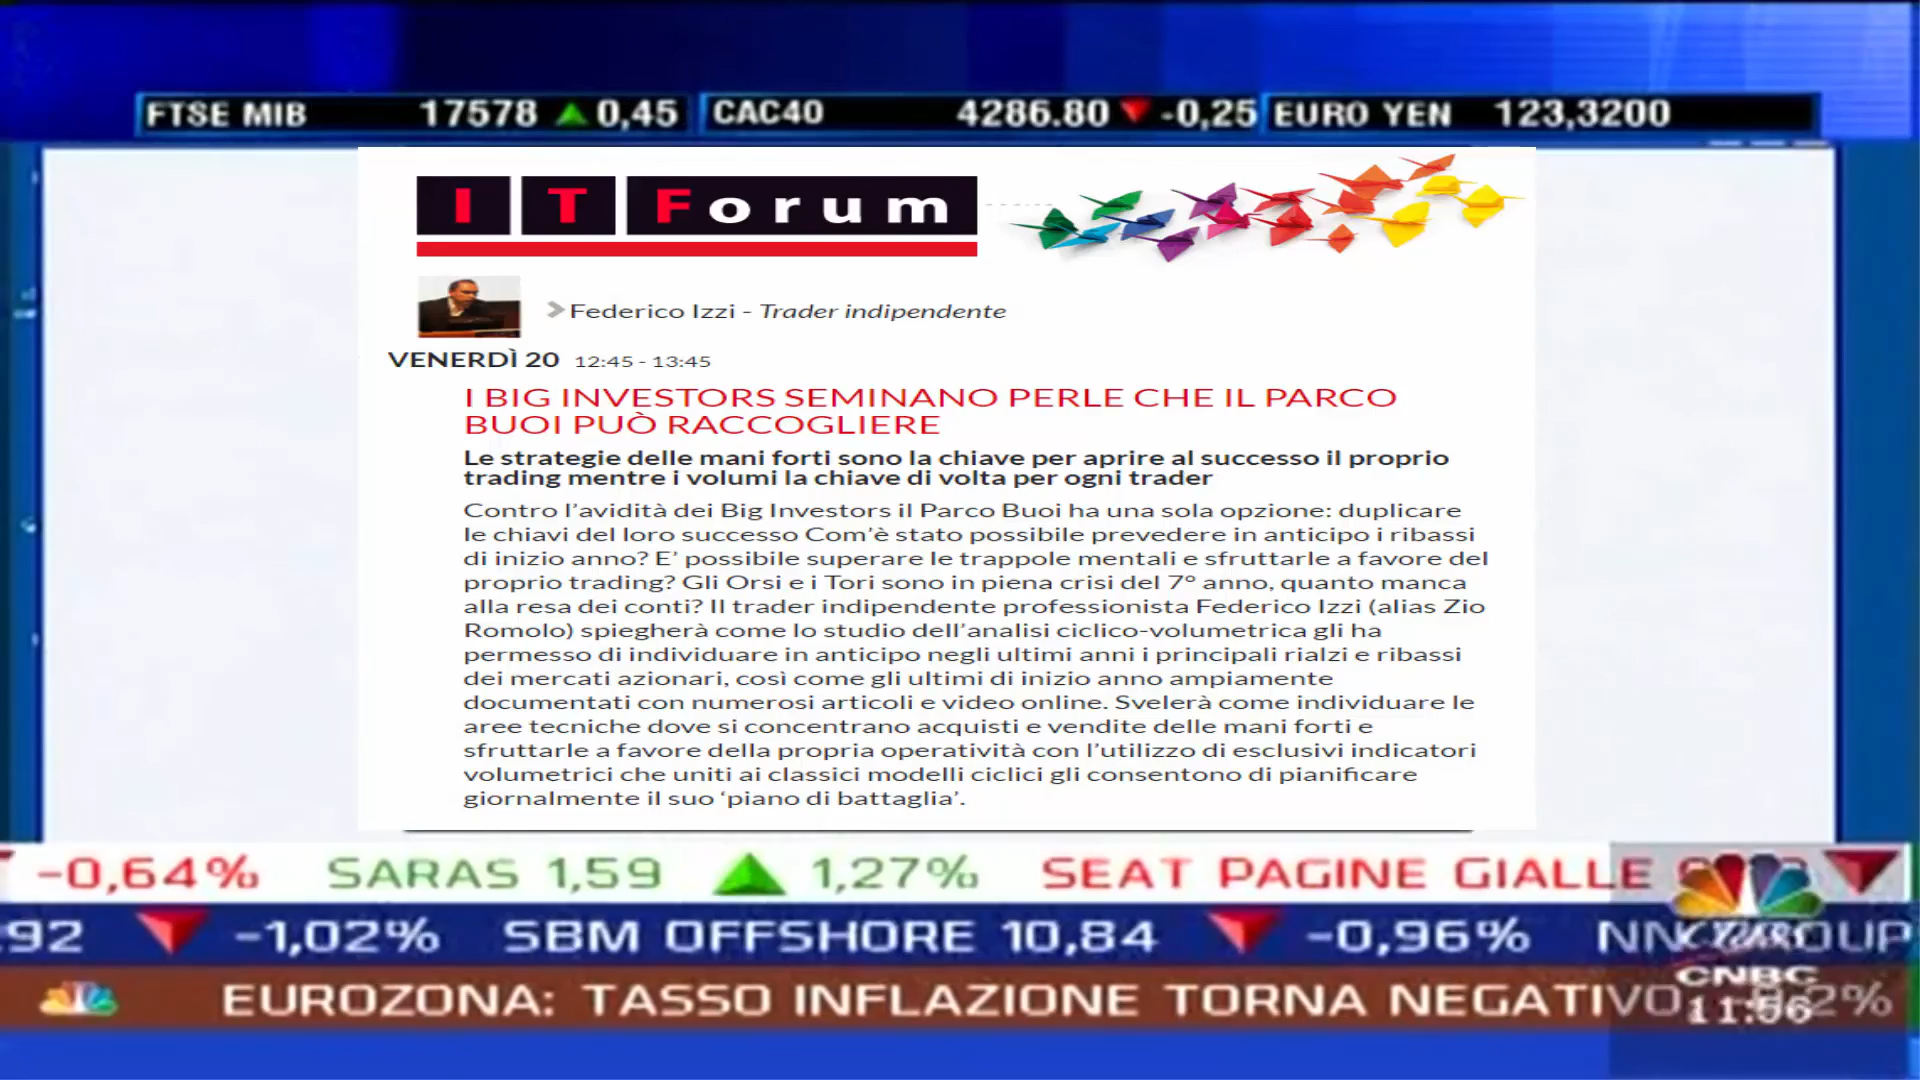 FTSE MIB 17578 0,45 CAC40 4286.80 -0,25 EURO YEN 123,3200
ITForum
Federico Izzi - Trader indipendente
VENERDÌ 20 12:45 - 13:45
I BIG INVESTORS SEMINANO PERLE CHE IL PARCO
BUOI PUÒ RACCOGLIERE
Le strategie delle mani forti sono la chiave per aprire al successo il proprio
trading mentre i volumi la chiave di volta per ogni trader
Contro l’avidità dei Big Investors il Parco Buoi ha una sola opzione: duplicare
le chiavi del loro successo Com’è stato possibile prevedere in anticipo i ribassi
di inizio anno? E’ possibile superare le trappole mentali e sfruttarle a favore del
proprio trading? Gli Orsi e i Tori sono in piena crisi del 7° anno, quanto manca
alla resa dei conti? Il trader indipendente professionista Federico Izzi (alias Zio
Romolo) spiegherà come lo studio dell’analisi ciclico-volumetrica gli ha
permesso di individuare in anticipo negli ultimi anni i principali rialzi e ribassi
dei mercati azionari, così come gli ultimi di inizio anno ampiamente
documentati con numerosi articoli e video online. Svelerà come individuare le
aree tecniche dove si concentrano acquisti e vendite delle mani forti e
sfruttarle a favore della propria operatività con l’utilizzo di esclusivi indicatori
volumetrici che uniti ai classici modelli ciclici gli consentono di pianificare
giornalmente il suo ‘piano di battaglia’.
-0,64% SARAS 1,59 1,27% SEAT PAGINE GIALLE
92 -1,02% SBM OFFSHORE 10,84 -0,96% NN GROUP
CNBC
EUROZONA: TASSO INFLAZIONE TORNA NEGATIVO,
11:56